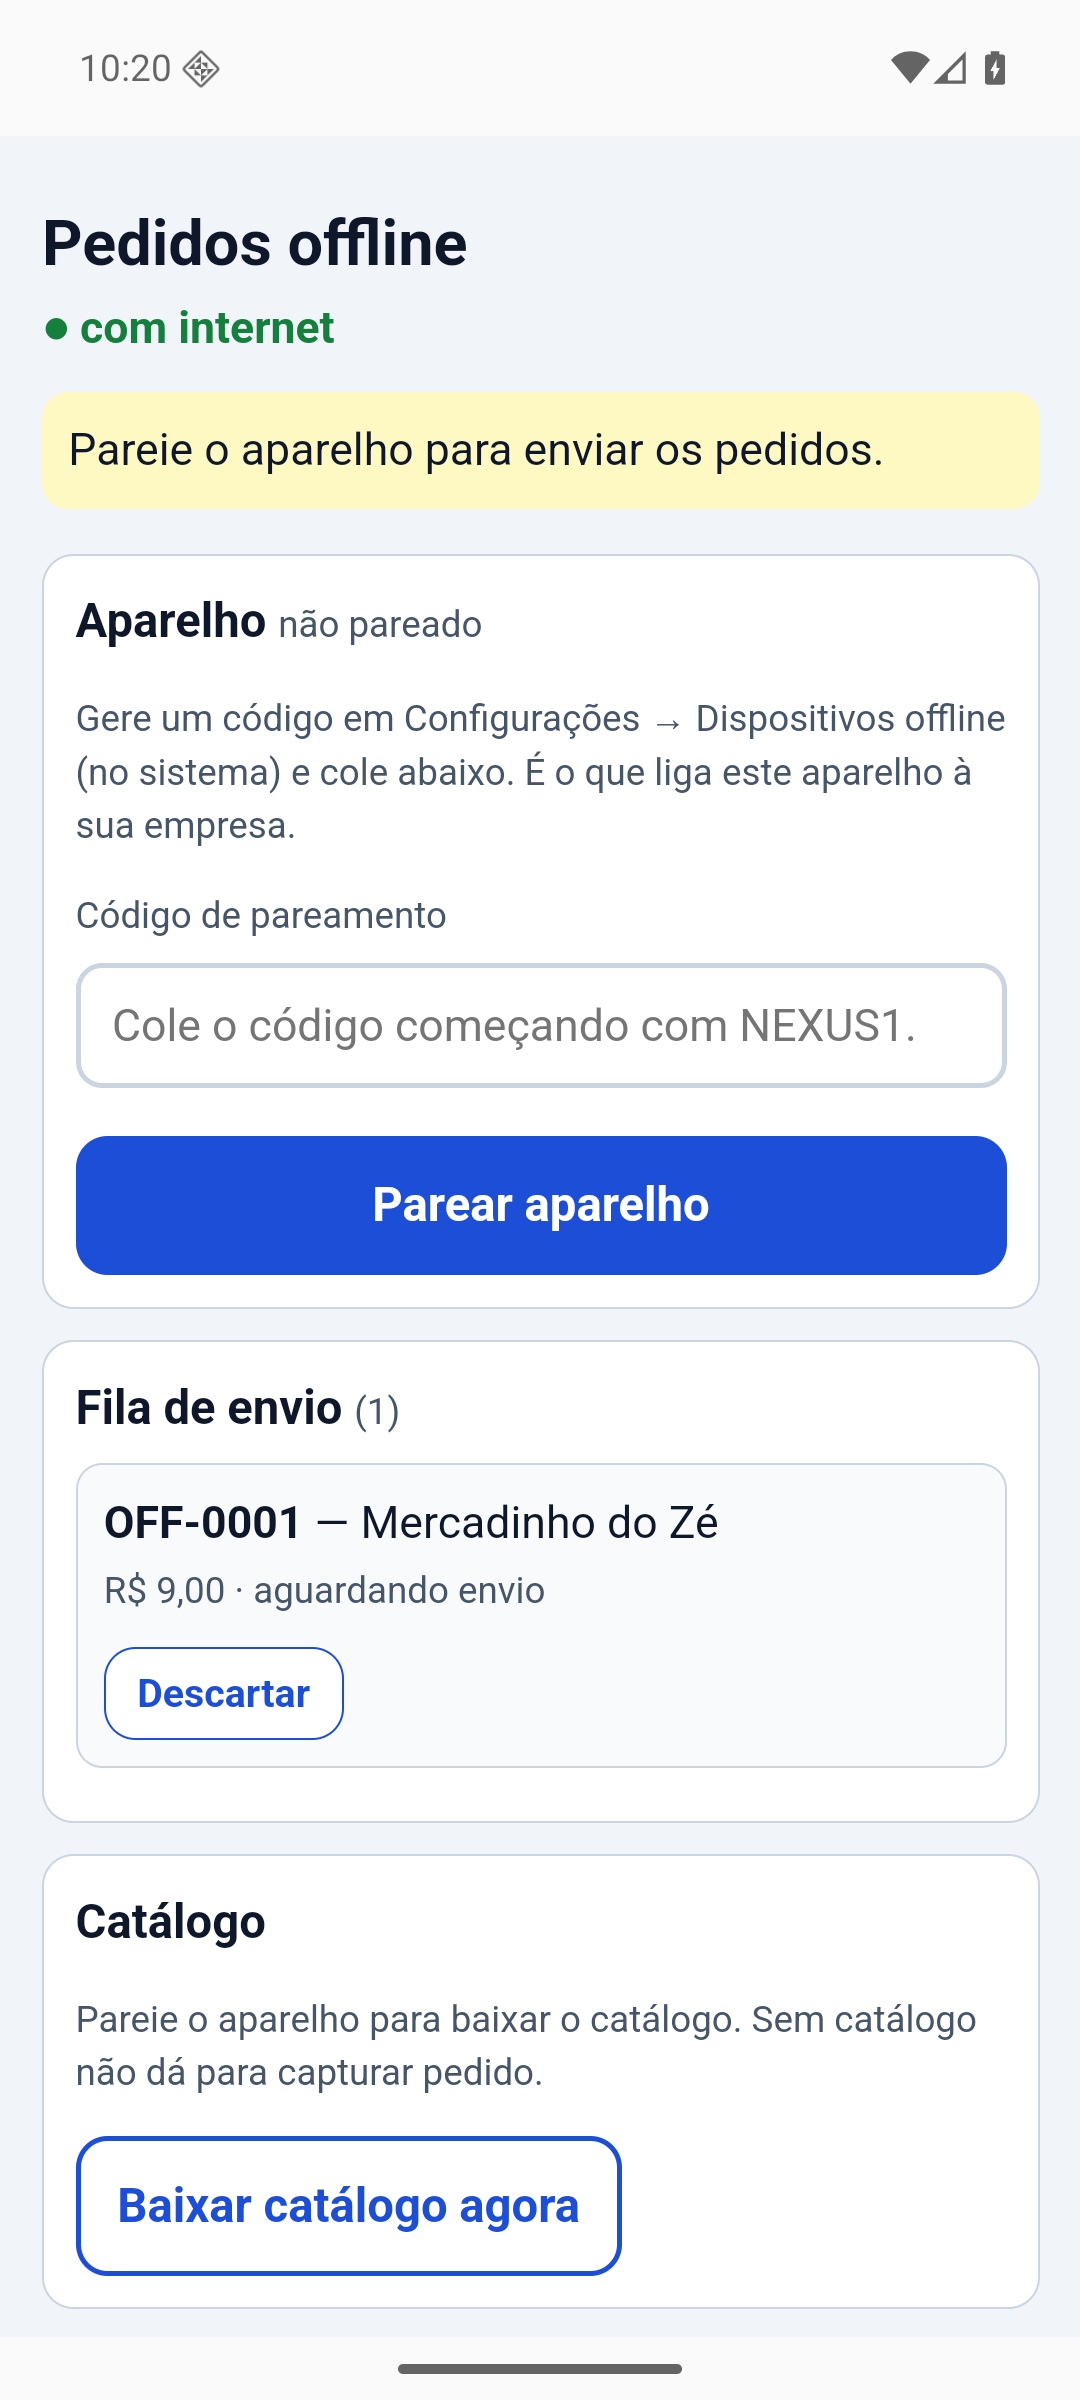 10:20
Pedidos offline
● com internet
Pareie o aparelho para enviar os pedidos.
Aparelho não pareado
Gere um código em Configurações → Dispositivos offline
(no sistema) e cole abaixo. É o que liga este aparelho à
sua empresa.
Código de pareamento
Cole o código começando com NEXUS1.
Parear aparelho
Fila de envio (1)
OFF-0001 — Mercadinho do Zé
R$ 9,00 · aguardando envio
Descartar
Catálogo
Pareie o aparelho para baixar o catálogo. Sem catálogo
não dá para capturar pedido.
Baixar catálogo agora